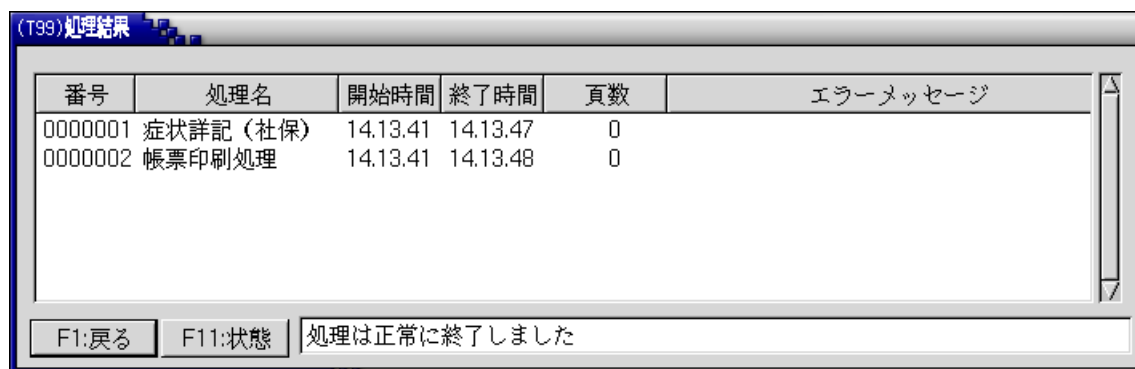 (T99)処理結果
番号 処理名 開始時間 終了時間 頁数 エラーメッセージ
0000001 症状詳記（社保） 14.13.41 14.13.47 0
0000002 帳票印刷処理 14.13.41 14.13.48 0
F1:戻る F11:状態 処理は正常に終了しました